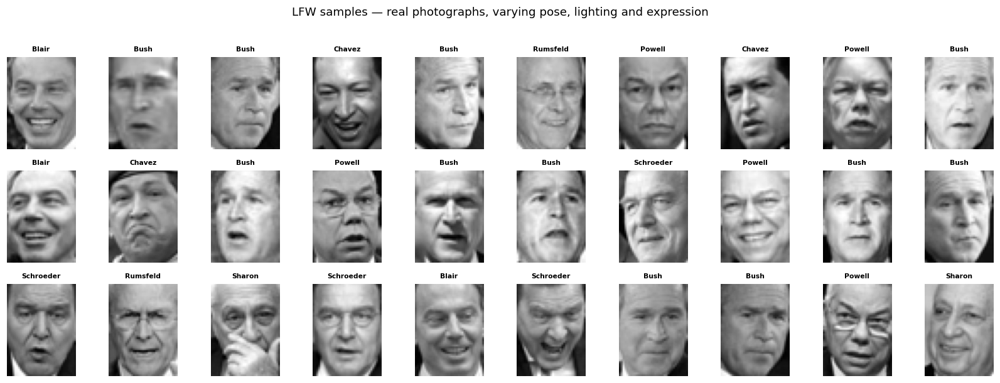 LFW samples — real photographs, varying pose, lighting and expression
Blair Bush Bush Chavez Bush Rumsfeld Powell Chavez Powell Bush
Blair Chavez Bush Powell Bush Bush Schroeder Powell Bush Bush
Schroeder Rumsfeld Sharon Schroeder Blair Schroeder Bush Bush Powell Sharon